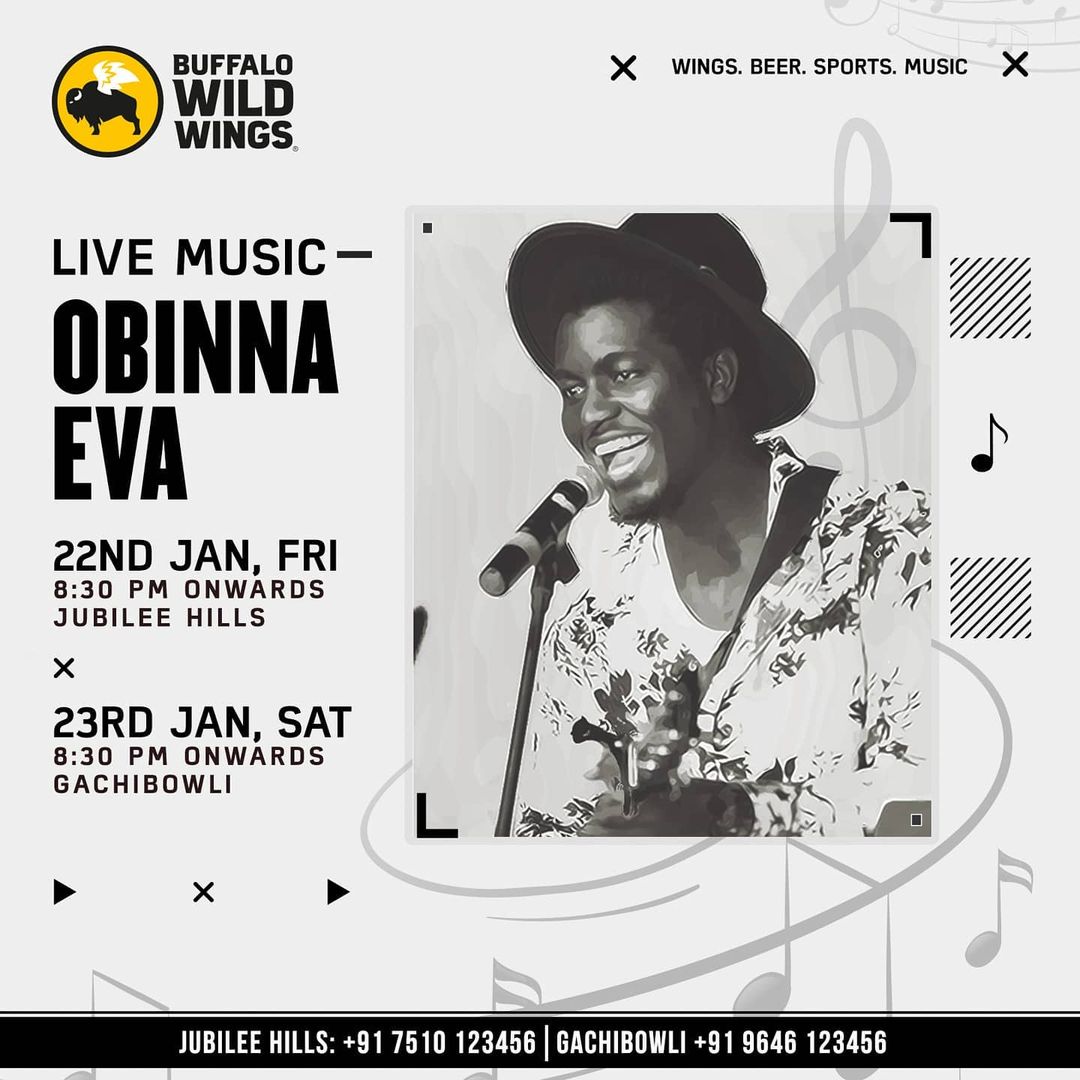 BUFFALO
WILD
WINGS®
WINGS. BEER. SPORTS. MUSIC
LIVE MUSIC—
OBINNA
EVA
22ND JAN, FRI
8:30 PM ONWARDS
JUBILEE HILLS
23RD JAN, SAT
8:30 PM ONWARDS
GACHIBOWLI
JUBILEE HILLS: +91 7510 123456 | GACHIBOWLI +91 9646 123456